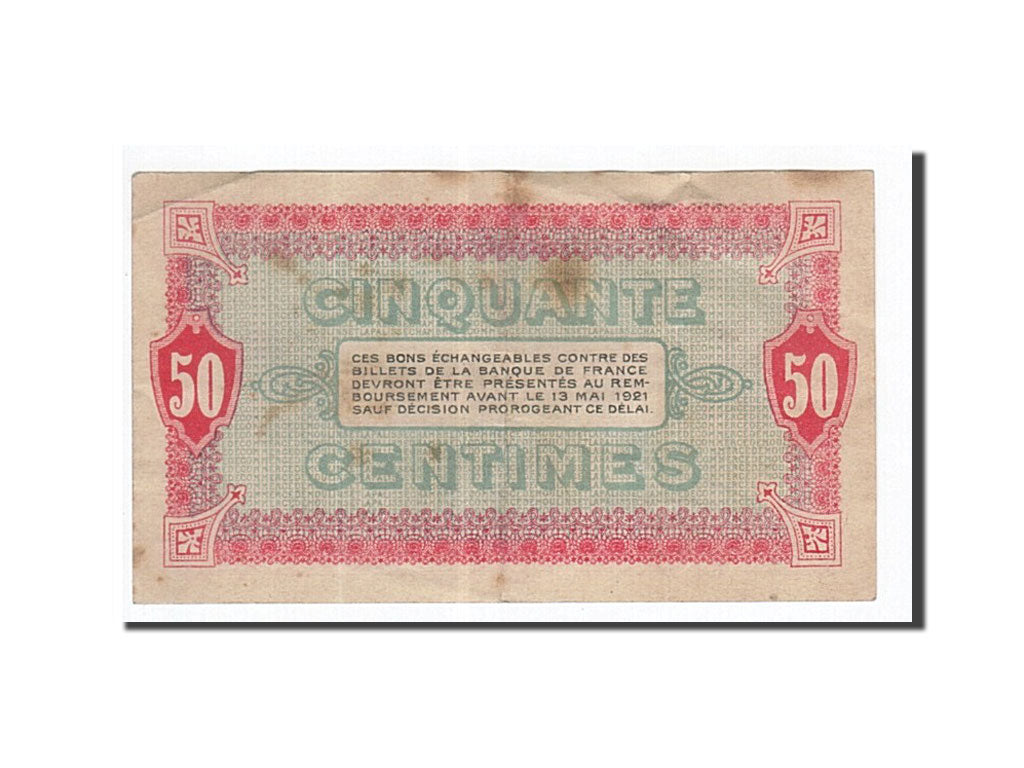 CINQUANTE
50
CES BONS ÉCHANGEABLES CONTRE DES
BILLETS DE LA BANQUE DE FRANCE
DEVRONT ÊTRE PRÉSENTÉS AU REM-
BOURSEMENT AVANT LE 13 MAI 1921
SAUF DÉCISION PROROGEANT CE DÉLAI.
50
CENTIMES